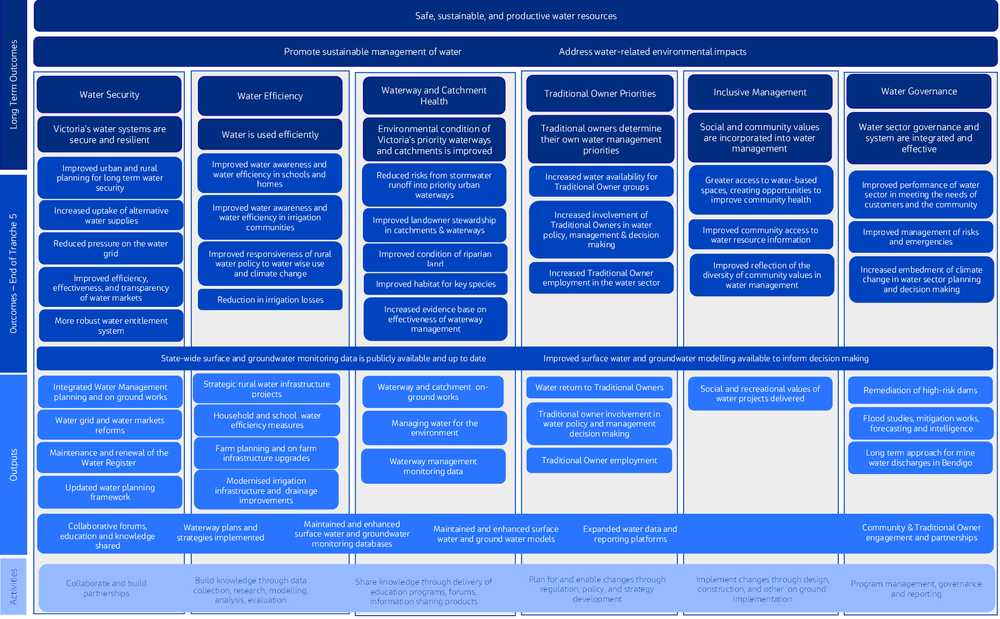 Long Term Outcomes
Safe, sustainable, and productive water resources
Promote sustainable management of water
Address water-related environmental impacts
Water Security
Victoria's water systems are
secure and resilient
Water Efficiency
Water is used efficiently
Waterway and Catchment
Health
Environmental condition of
Victoria's priority waterways
and catchments is improved
Traditional Owner Priorities
Traditional owners determine
their own water management
priorities
Inclusive Management
Social and community values
are incorporated into water
management
Water Governance
Water sector governance and
system are integrated and
effective
Outcomes – End of Tranche 5
Improved urban and rural
planning for long term water
security
Increased uptake of alternative
water supplies
Reduced pressure on the water
grid
Improved efficiency,
effectiveness, and transparency
of water markets
More robust water entitlement
system
Improved water awareness and
water efficiency in schools and
homes
Improved water awareness and
water efficiency in irrigation
communities
Improved responsiveness of rural
water policy to water wise use
and climate change
Reduction in irrigation losses
Reduced risks from stormwater
runoff into priority urban
waterways
Improved landowner stewardship
in catchments & waterways
Improved condition of riparian
land
Improved habitat for key species
Increased evidence base on
effectiveness of waterway
management
Increased water availability for
Traditional Owner groups
Increased involvement of
Traditional Owners in water
policy, management & decision
making
Increased Traditional Owner
employment in the water sector
Greater access to water-based
spaces, creating opportunities to
improve community health
Improved community access to
water resource information
Improved reflection of the
diversity of community values in
water management
Improved performance of water
sector in meeting the needs of
customers and the community
Improved management of risks
and emergencies
Increased embedment of climate
change in water sector planning
and decision making
State-wide surface and groundwater monitoring data is publicly available and up to date
Improved surface water and groundwater modelling available to inform decision making
Outputs
Integrated Water Management
planning and on ground works
Water grid and water markets
reforms
Maintenance and renewal of the
Water Register
Updated water planning
framework
Strategic rural water infrastructure
projects
Household and school water
efficiency measures
Farm planning and on farm
infrastructure upgrades
Modernised irrigation
infrastructure and drainage
improvements
Waterway and catchment on-
ground works
Managing water for the
environment
Waterway management
monitoring data
Water return to Traditional Owners
Traditional owner involvement in
water policy and management
decision making
Traditional Owner employment
Social and recreational values of
water projects delivered
Remediation of high-risk dams
Flood studies, mitigation works,
forecasting and intelligence
Long term approach for mine
water discharges in Bendigo
Collaborative forums,
education and knowledge
shared
Waterway plans and
strategies implemented
Maintained and enhanced
surface water and groundwater
monitoring databases
Maintained and enhanced surface
water and ground water models
Expanded water data and
reporting platforms
Community & Traditional Owner
engagement and partnerships
Activities
Collaborate and build
partnerships
Build knowledge through data
collection, research, modelling,
analysis, evaluation
Share knowledge through delivery of
education programs, forums,
information sharing products
Plan for and enable changes through
regulation, policy, and strategy
development
Implement changes through design,
construction, and other 'on ground'
implementation
Program management, governance
and reporting